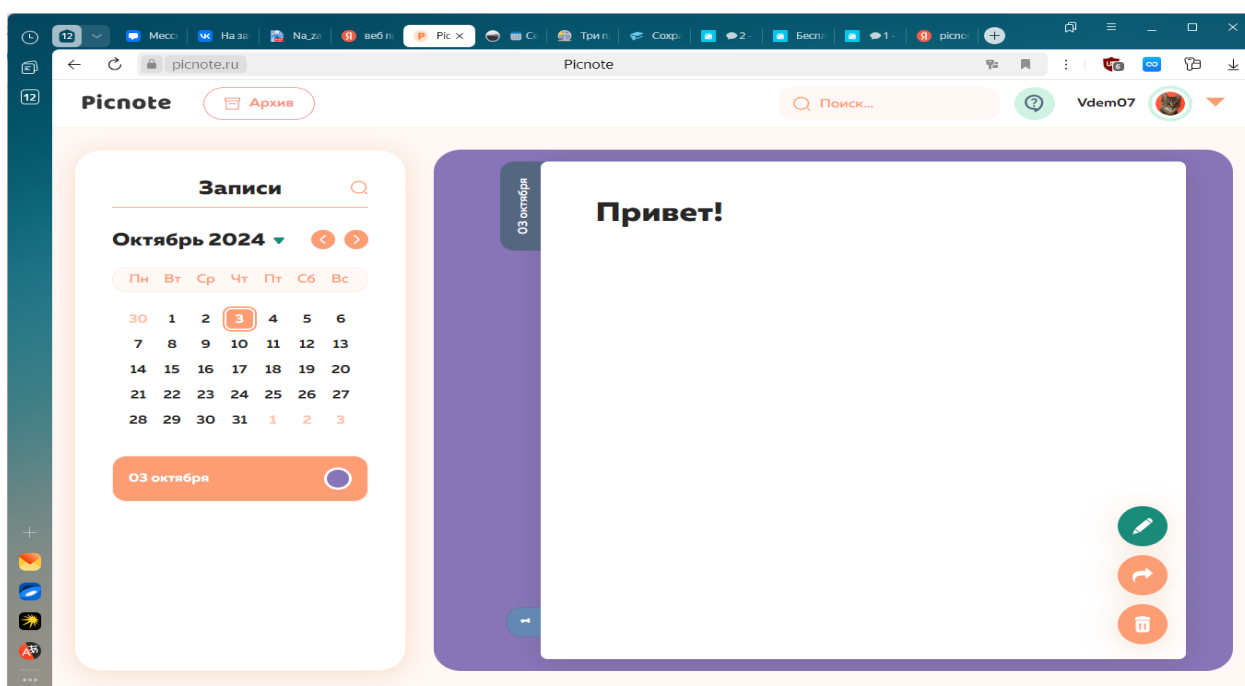 12 Месс На за Na_za веб п Pic Се Три п Сохра 2 - Беспл 1 - picno
picnote.ru Picnote
12 Picnote Архив Поиск... Vdem07
Записи
03 октября
Привет!
Октябрь 2024
Пн Вт Ср Чт Пт Сб Вс
30 1 2 3 4 5 6
7 8 9 10 11 12 13
14 15 16 17 18 19 20
21 22 23 24 25 26 27
28 29 30 31 1 2 3
03 октября
1